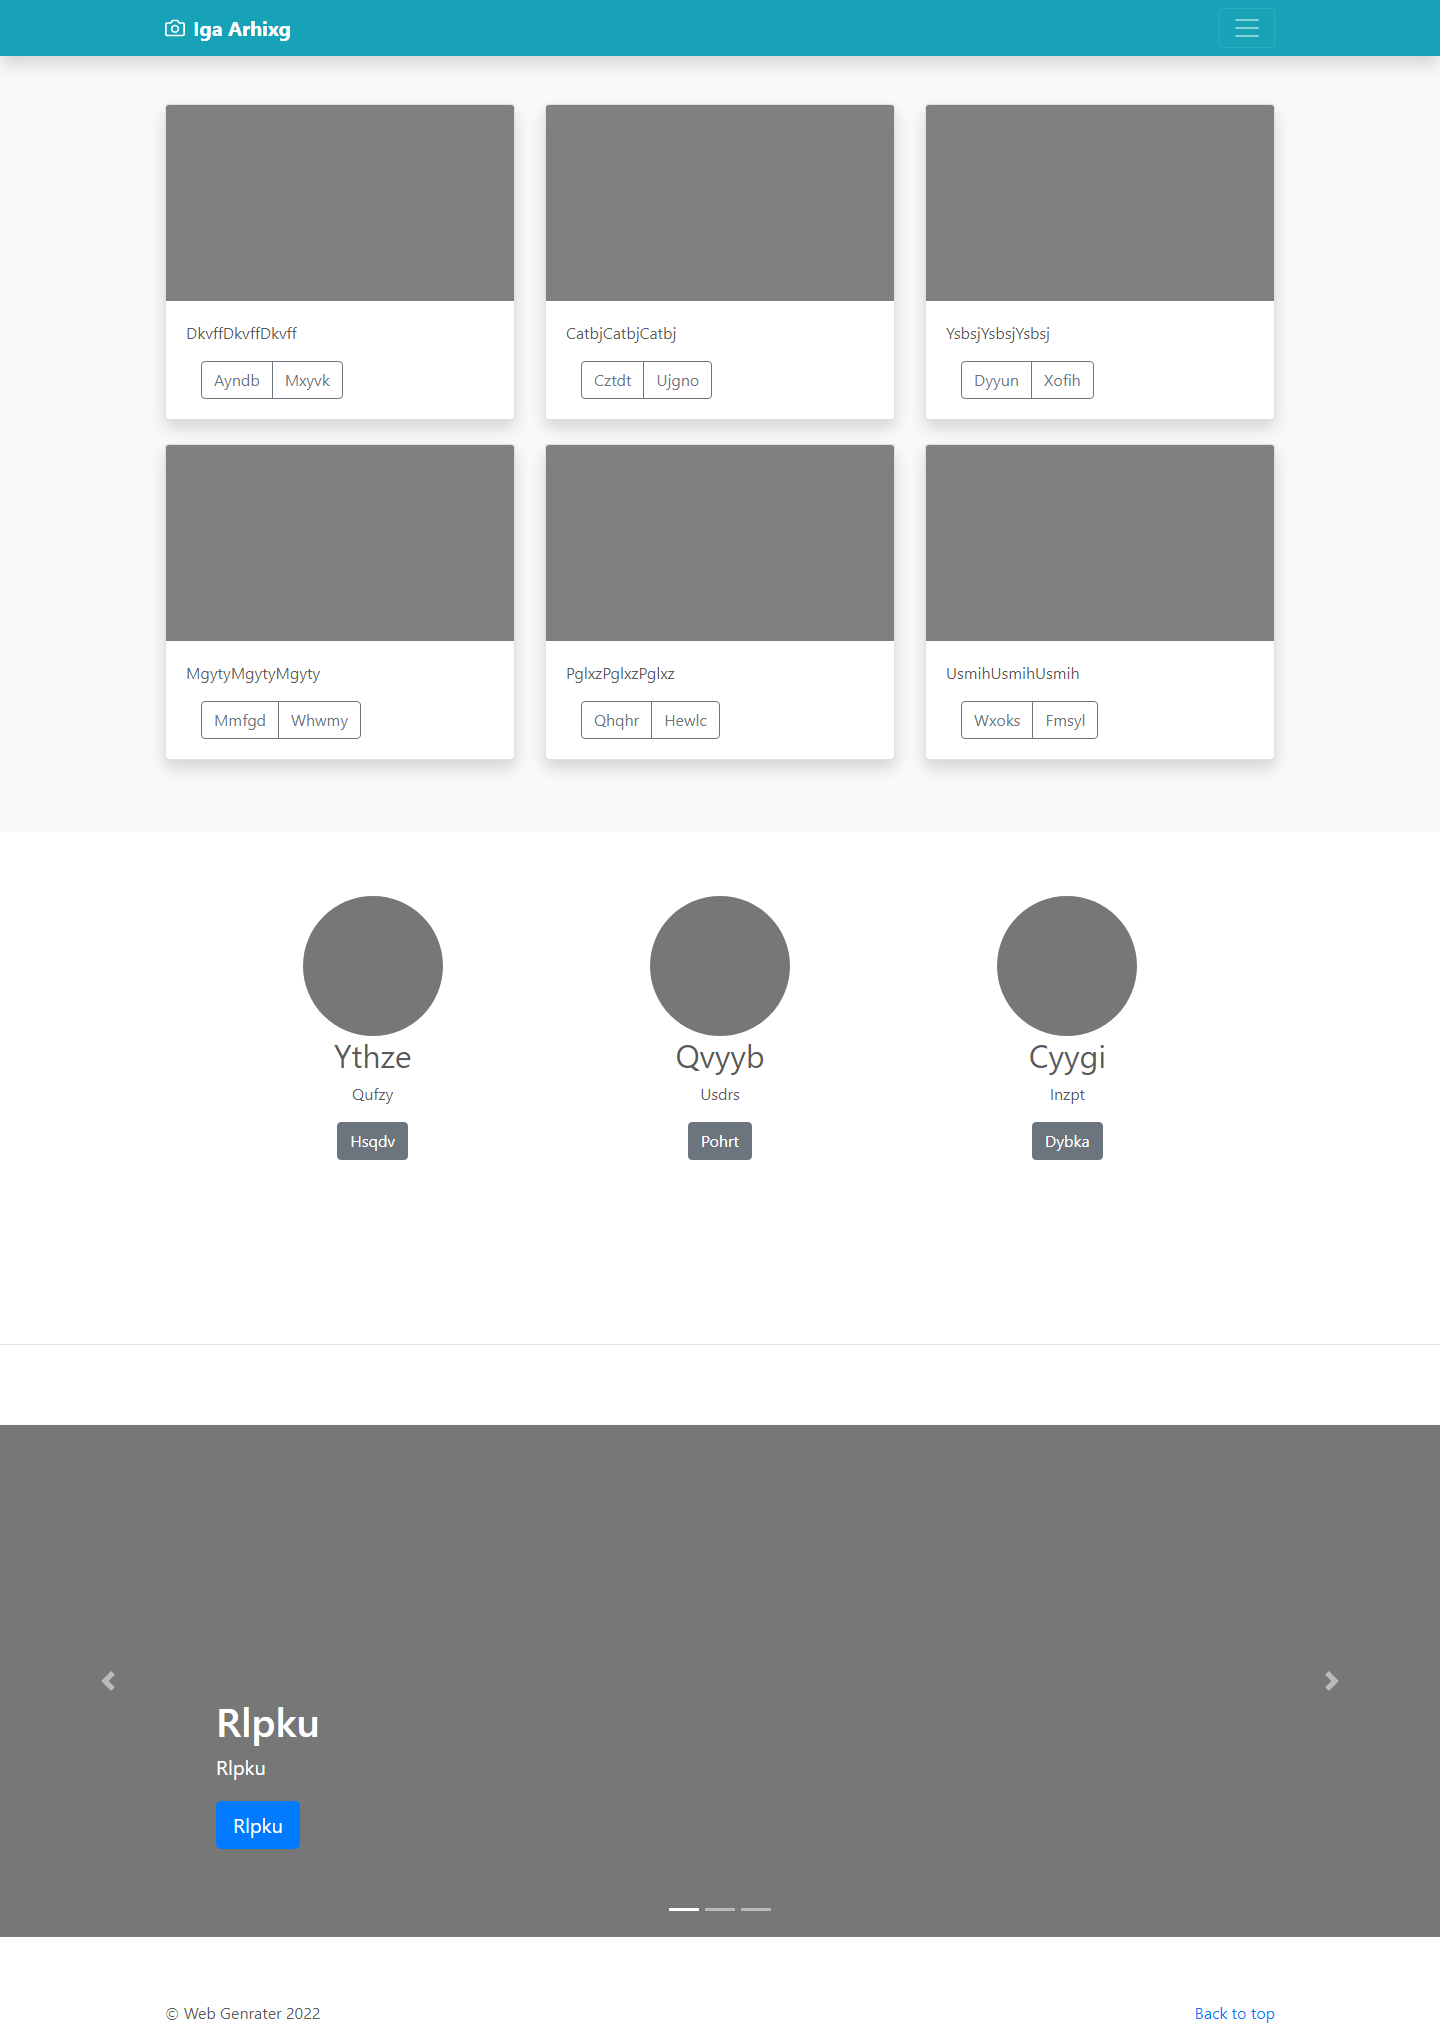 Iga Arhixg
DkvffDkvffDkvff
Ayndb Mxyvk
CatbjCatbjCatbj
Cztdt Ujgno
YsbsjYsbsjYsbsj
Dyyun Xofih
MgytyMgytyMgyty
Mmfgd Whwmy
PglxzPglxzPglxz
Qhqhr Hewlc
UsmihUsmihUsmih
Wxoks Fmsyl
Ythze
Qufzy
Hsqdv
Qvyyb
Usdrs
Pohrt
Cyygi
Inzpt
Dybka
Rlpku
Rlpku
Rlpku
© Web Genrater 2022
Back to top